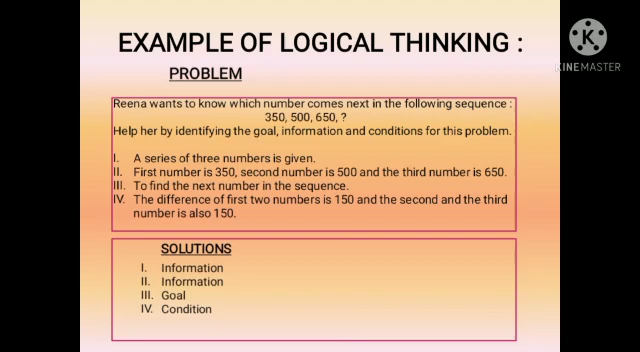 EXAMPLE OF LOGICAL THINKING :
K
KINEMASTER
PROBLEM
Reena wants to know which number comes next in the following sequence :
350, 500, 650, ?
Help her by identifying the goal, information and conditions for this problem.
I. A series of three numbers is given.
II. First number is 350, second number is 500 and the third number is 650.
III. To find the next number in the sequence.
IV. The difference of first two numbers is 150 and the second and the third
number is also 150.
SOLUTIONS
I. Information
II. Information
III. Goal
IV. Condition